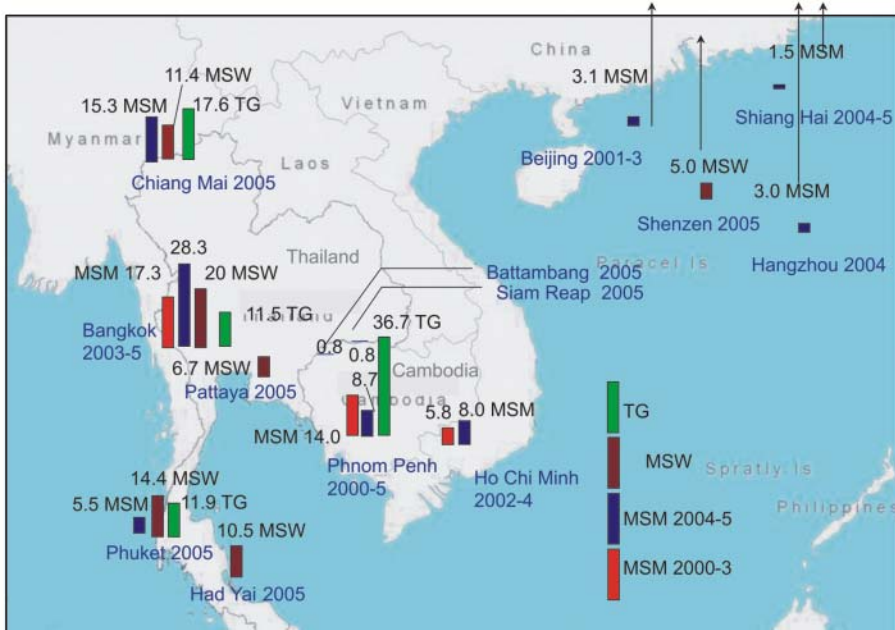 China
1.5 MSM
3.1 MSM
11.4 MSW
15.3 MSM
17.6 TG
Vietnam
Shiang Hai 2004-5
Myanmar
Beijing 2001-3
Laos
5.0 MSW
Chiang Mai 2005
3.0 MSM
Shenzen 2005
28.3
Thailand
Paracel Is.
Hangzhou 2004
MSM 17.3
20 MSW
Battambang 2005
Siam Reap 2005
11.5 TG
36.7 TG
Bangkok
2003-5
0.8
0.8
6.7 MSW
8.7
Cambodia
Pattaya 2005
Cambodia
5.8
8.0 MSM
TG
MSM 14.0
MSW
Phnom Penh
2000-5
Ho Chi Minh
2002-4
Spratly Is
14.4 MSW
5.5 MSM
11.9 TG
Philippines
MSM 2004-5
10.5 MSW
Phuket 2005
MSM 2000-3
Had Yai 2005